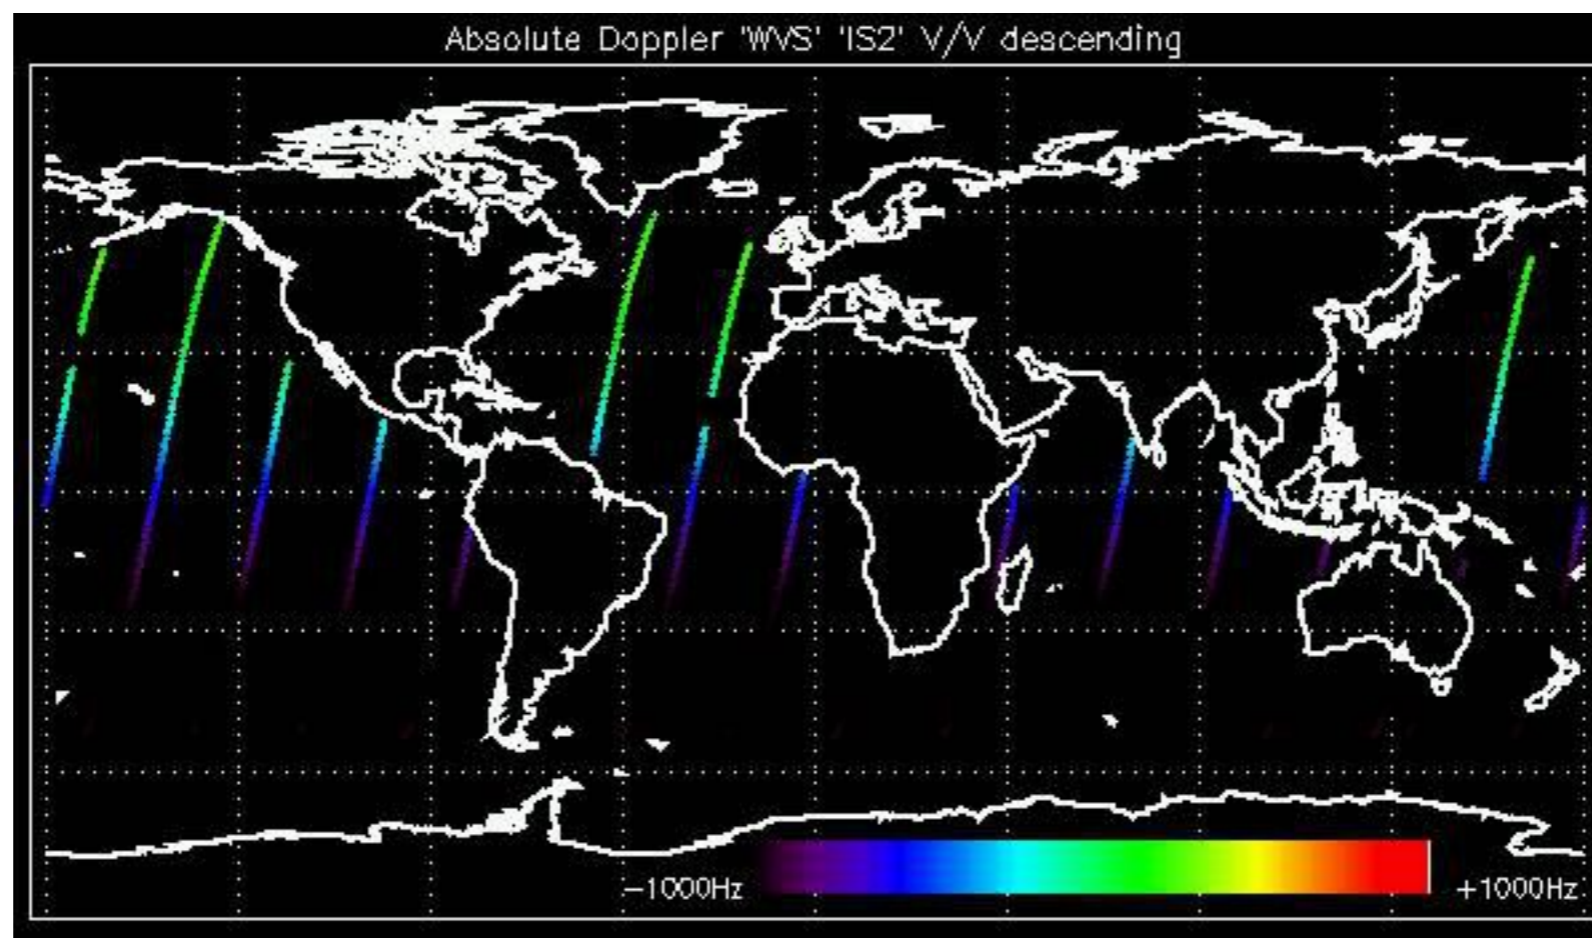 Absolute Doppler 'WVS' 'IS2' V/V descending
−1000Hz +1000Hz